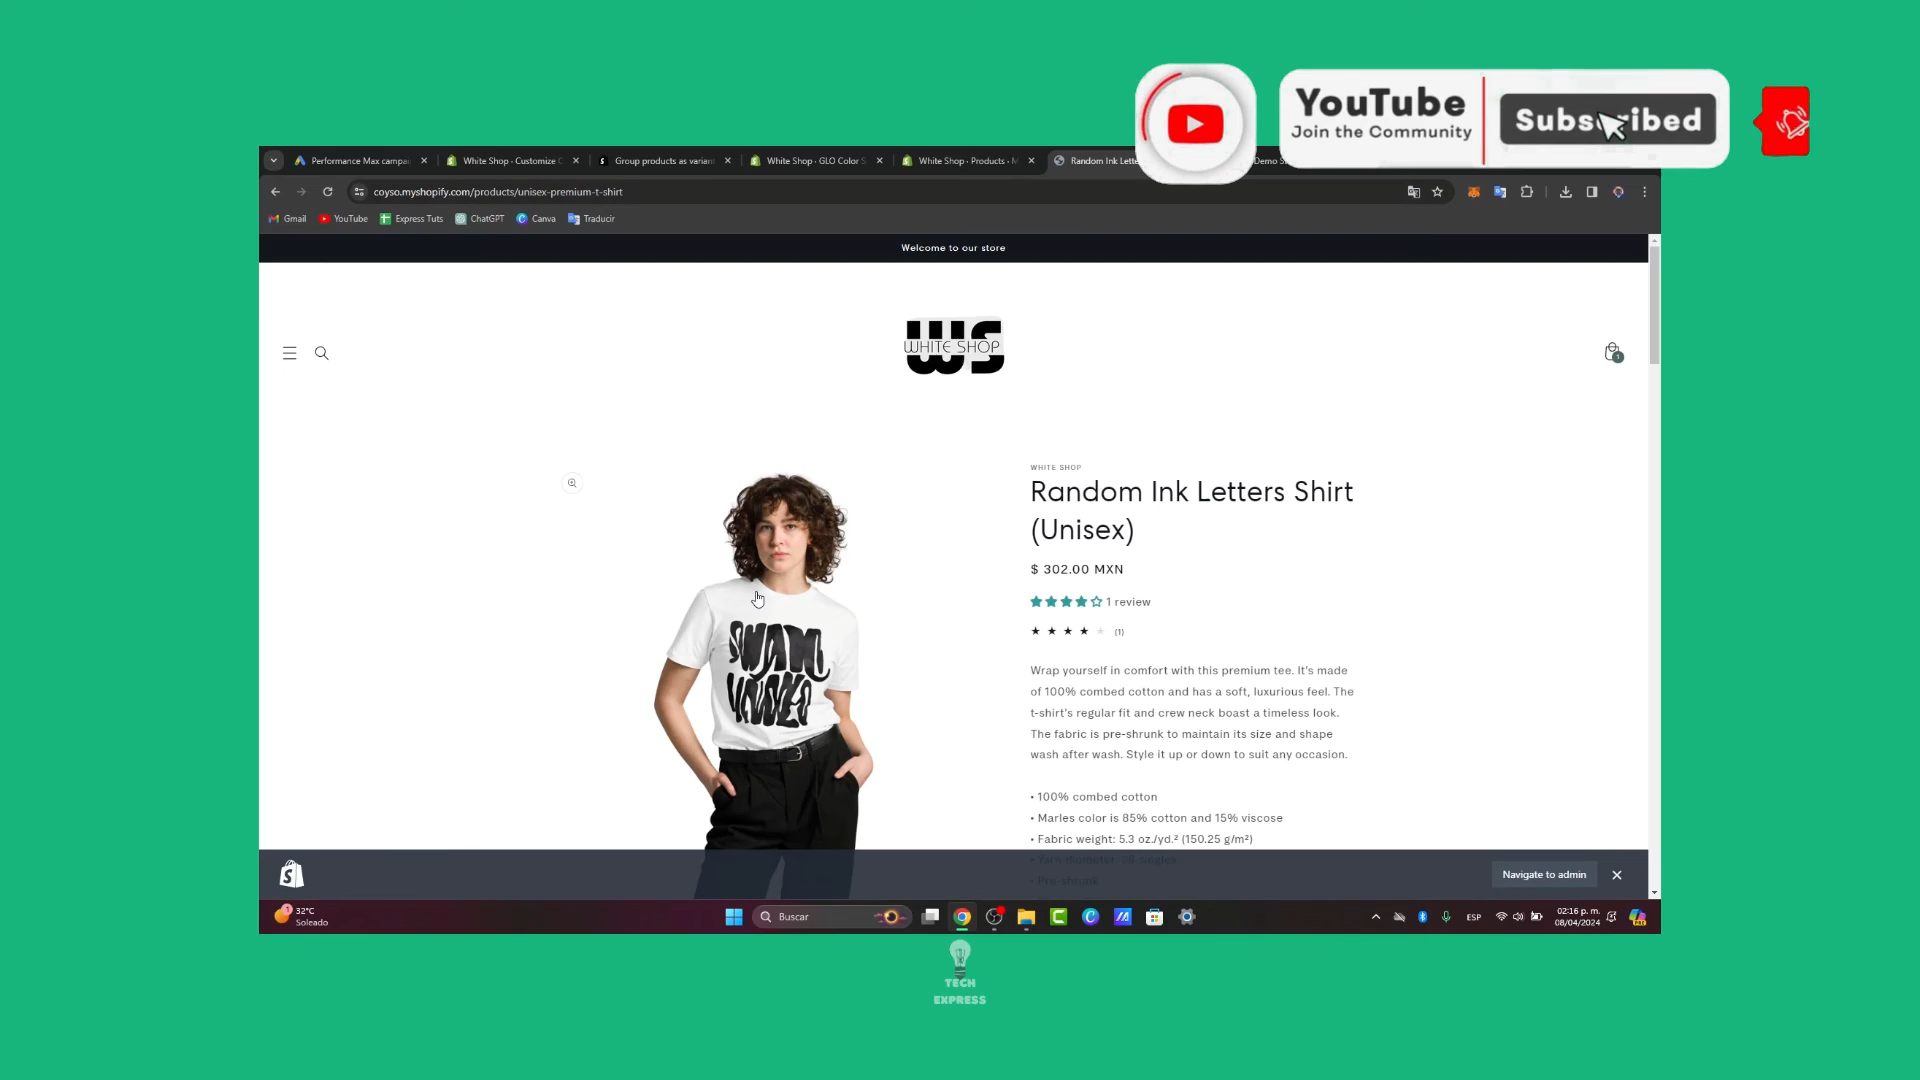 YouTube
Join the Community
Subscribed
Performance Max campai
White Shop - Customize
Group products as variant
White Shop · GLO Color S
White Shop · Products · M
Random Ink Lette
Demo S
coyso.myshopify.com/products/unisex-premium-t-shirt
Gmail
YouTube
Express Tuts
ChatGPT
Canva
Traducir
Welcome to our store
WS
WHITE SHOP
1
WHITE SHOP
Random Ink Letters Shirt
(Unisex)
$ 302.00 MXN
1 review
(1)
Wrap yourself in comfort with this premium tee. It's made
of 100% combed cotton and has a soft, luxurious feel. The
t-shirt's regular fit and crew neck boast a timeless look.
The fabric is pre-shrunk to maintain its size and shape
wash after wash. Style it up or down to suit any occasion.
• 100% combed cotton
• Marles color is 85% cotton and 15% viscose
• Fabric weight: 5.3 oz./yd.² (150.25 g/m²)
• Pre-shrunk
Navigate to admin
1
32°C
Soleado
Buscar
ESP
02:16 p. m.
08/04/2024
TECH
EXPRESS